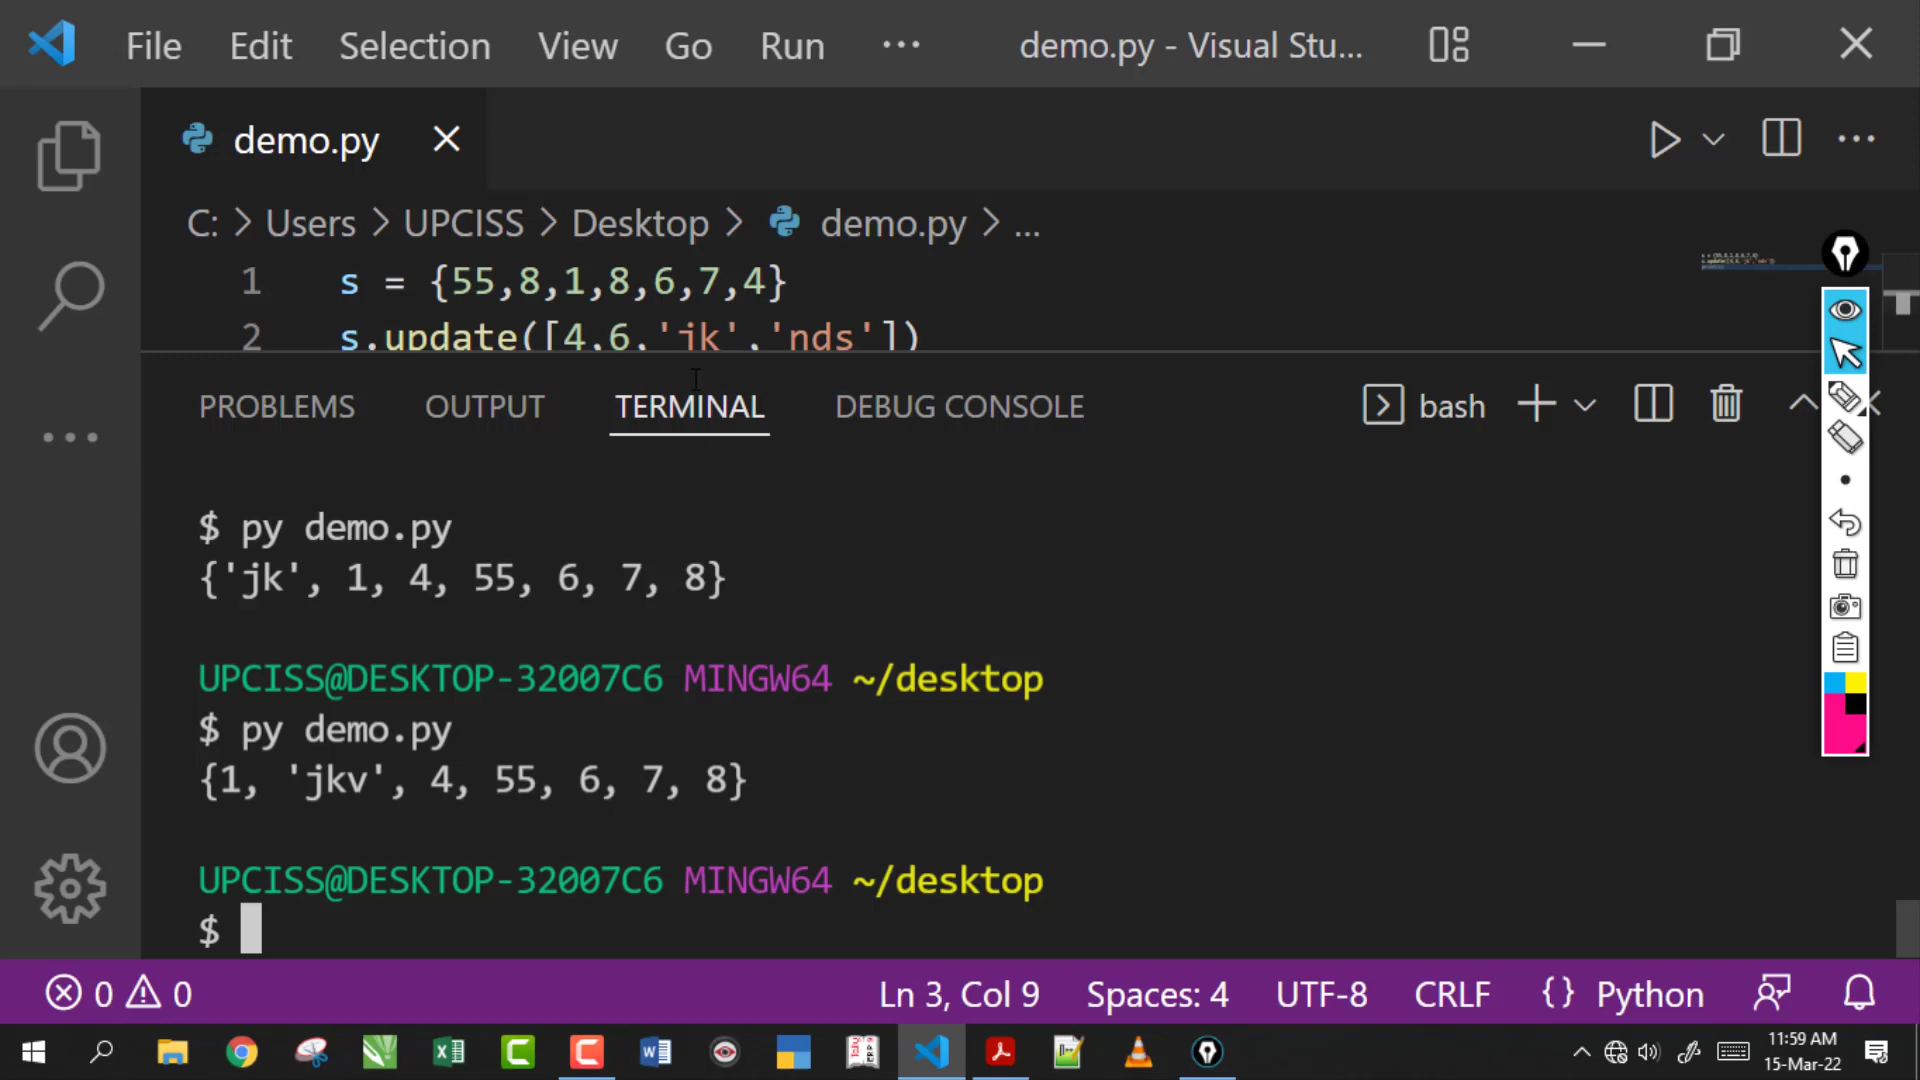 File Edit Selection View Go Run ··· demo.py - Visual Stu...
demo.py
C: > Users > UPCISS > Desktop > demo.py > ...
1 s = {55,8,1,8,6,7,4}
2 s.update([4,6,'jk','nds'])
PROBLEMS OUTPUT TERMINAL DEBUG CONSOLE bash
$ py demo.py
{'jk', 1, 4, 55, 6, 7, 8}
UPCISS@DESKTOP-32007C6 MINGW64 ~/desktop
$ py demo.py
{1, 'jkv', 4, 55, 6, 7, 8}
UPCISS@DESKTOP-32007C6 MINGW64 ~/desktop
$
0 0 Ln 3, Col 9 Spaces: 4 UTF-8 CRLF {} Python
11:59 AM
15-Mar-22